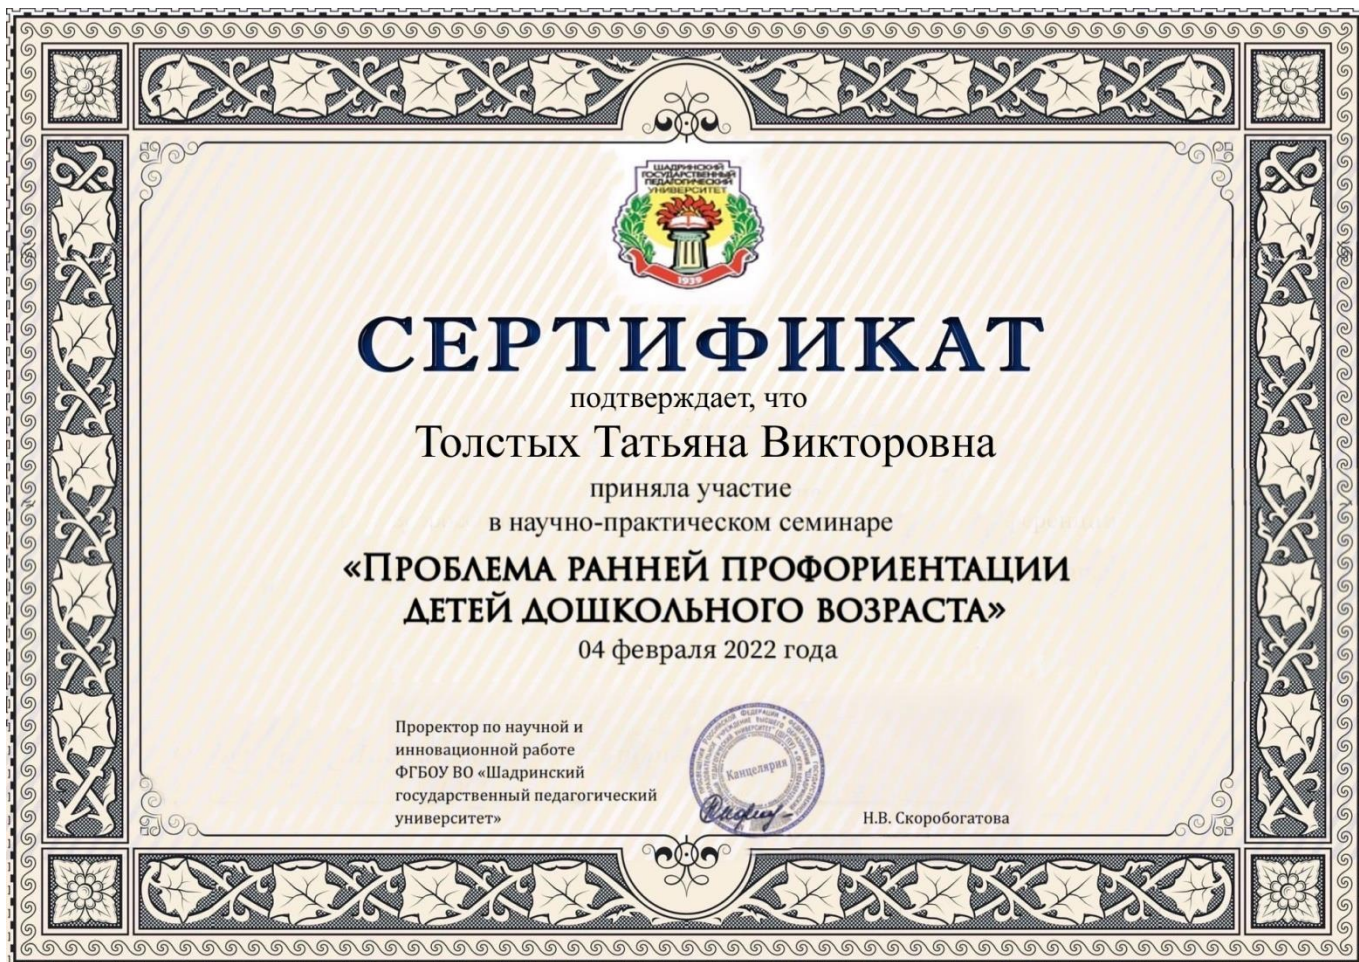 ШАДРИНСКИЙ
ГОСУДАРСТВЕННЫЙ
ПЕДАГОГИЧЕСКИЙ
УНИВЕРСИТЕТ
1939
СЕРТИФИКАТ
подтверждает, что
Толстых Татьяна Викторовна
приняла участие
в научно-практическом семинаре
«ПРОБЛЕМА РАННЕЙ ПРОФОРИЕНТАЦИИ
ДЕТЕЙ ДОШКОЛЬНОГО ВОЗРАСТА»
04 февраля 2022 года
Проректор по научной и
инновационной работе
ФГБОУ ВО «Шадринский
государственный педагогический
университет»
Канцелярия
Н.В. Скоробогатова